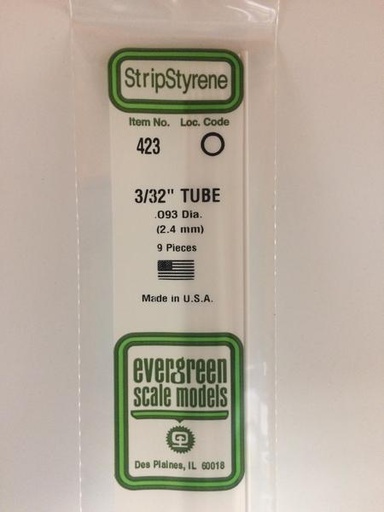 StripStyrene
Item No. Loc. Code
423
3/32" TUBE
.093 Dia.
(2.4 mm)
9 Pieces
Made in U.S.A.
evergreen
scale models
Des Plaines, IL 60018